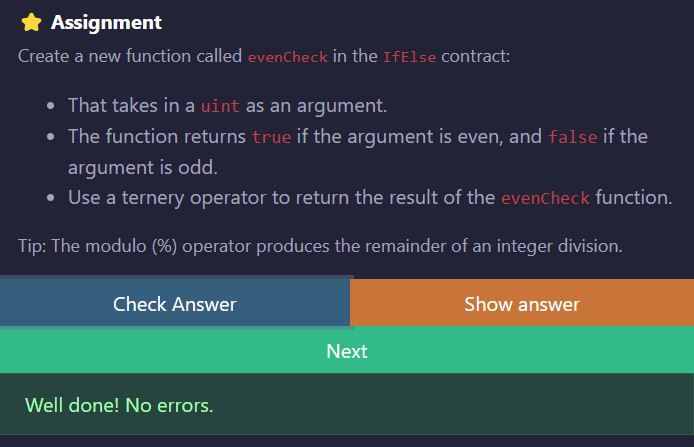 ⭐ Assignment
Create a new function called evenCheck in the IfElse contract:
• That takes in a uint as an argument.
• The function returns true if the argument is even, and false if the
argument is odd.
• Use a ternery operator to return the result of the evenCheck function.
Tip: The modulo (%) operator produces the remainder of an integer division.
Check Answer
Show answer
Next
Well done! No errors.